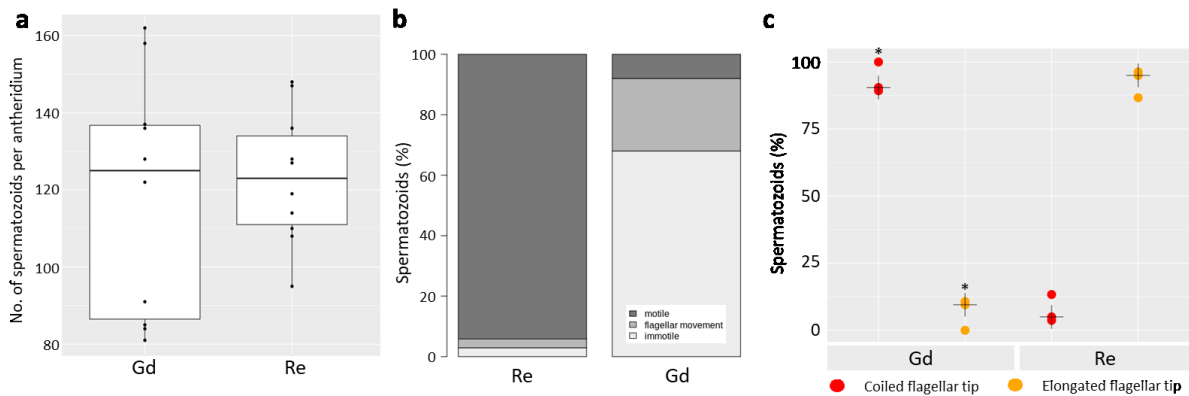 a
No. of spermatozoids per antheridium
160
140
120
100
80
Gd
Re
b
Spermatozoids (%)
100
80
60
40
20
0
motile
flagellar movement
immotile
Re
Gd
c
Spermatozoids (%)
100
75
50
25
0
*
*
Gd
Re
Coiled flagellar tip
Elongated flagellar tip